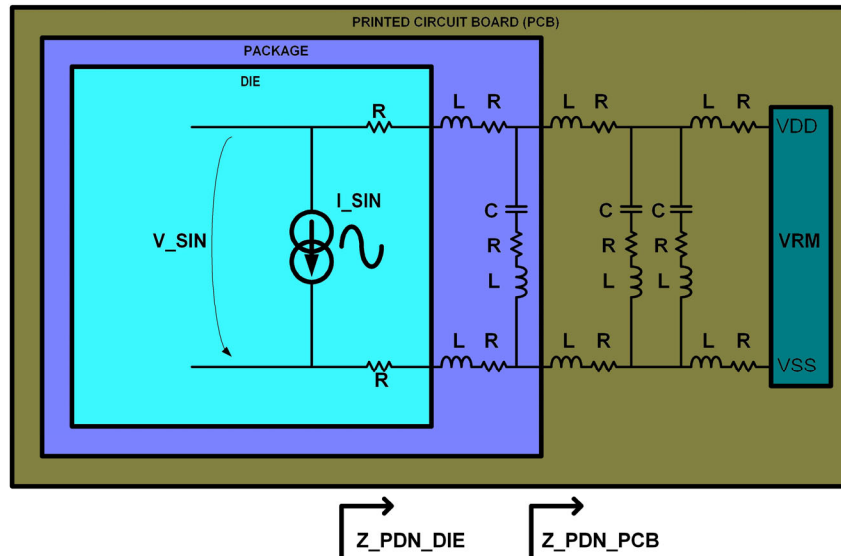 PRINTED CIRCUIT BOARD (PCB)
PACKAGE
DIE
L R L R L R
R
VDD
I_SIN
V_SIN
C C C
R R R
VRM
L L L
L R L R L R
R
VSS
Z_PDN_DIE Z_PDN_PCB